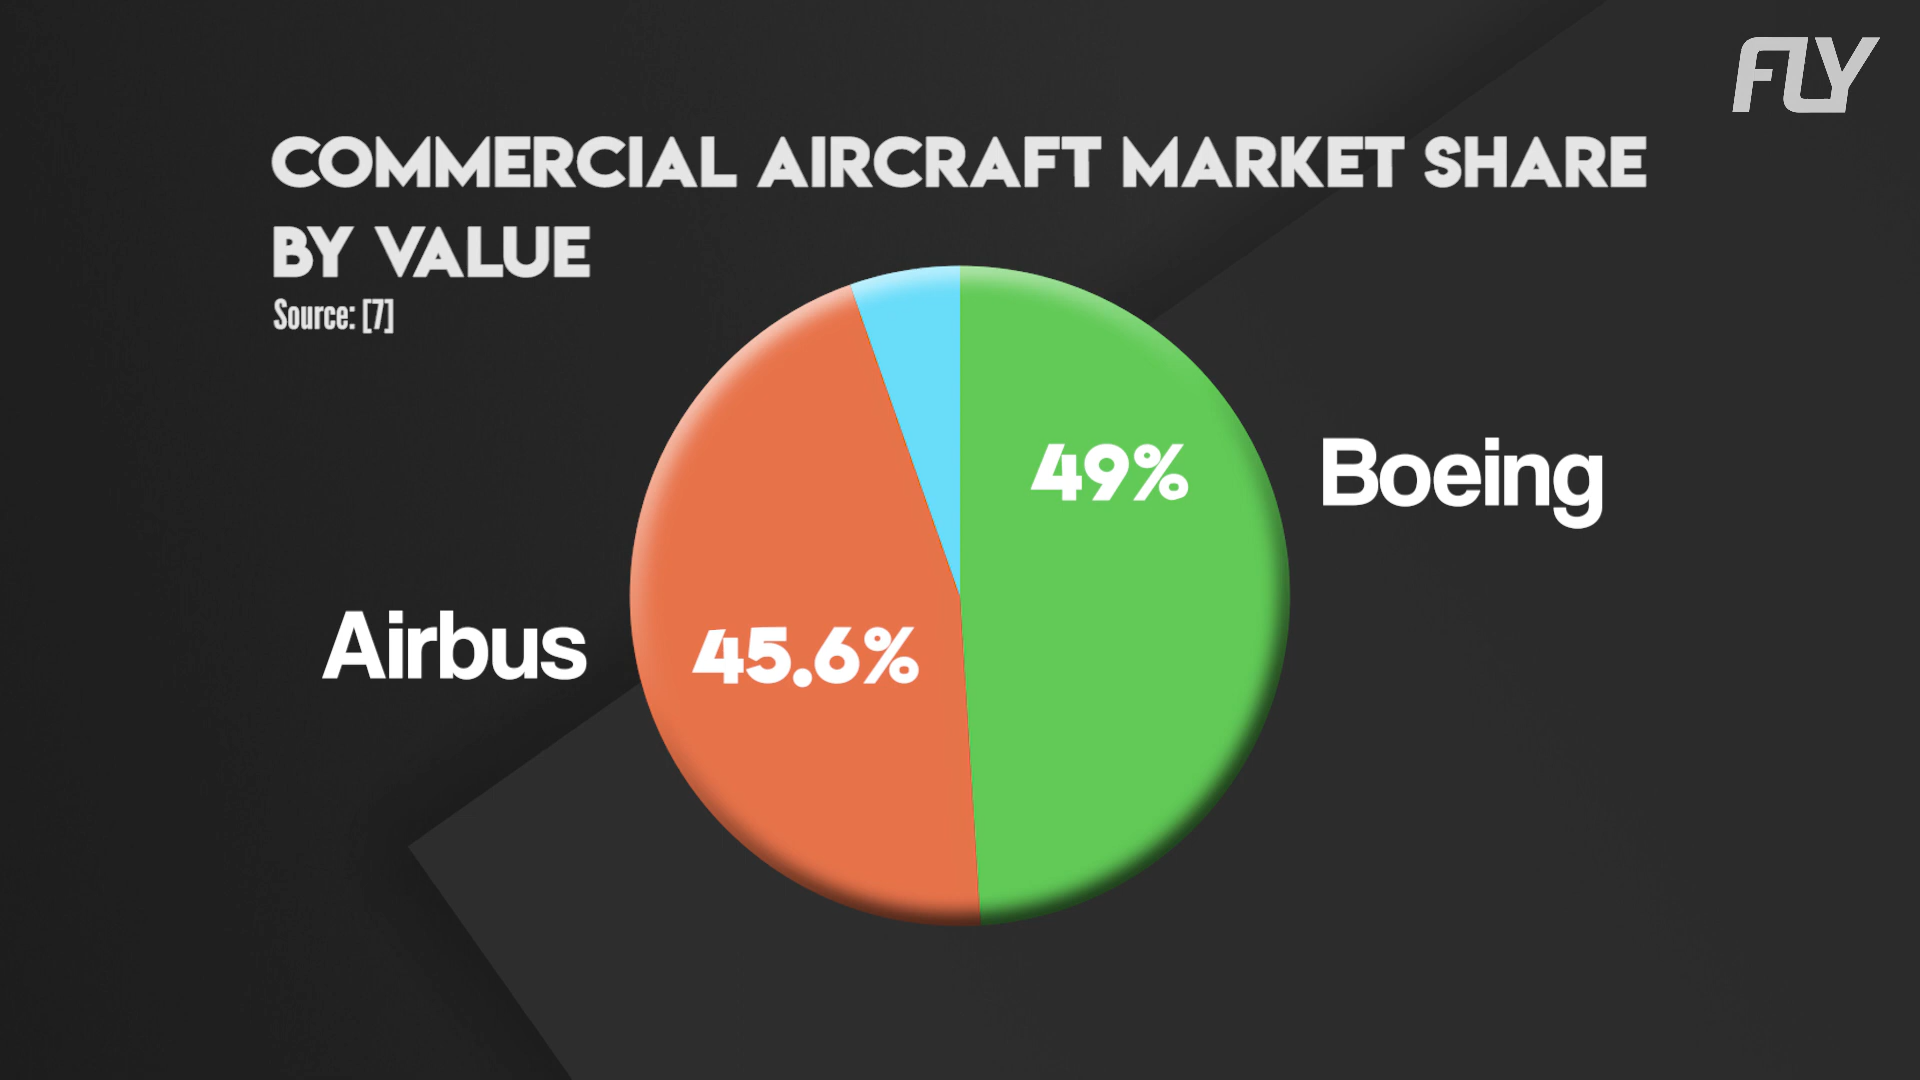 FLY
COMMERCIAL AIRCRAFT MARKET SHARE
BY VALUE
Source: [7]
49%
Boeing
Airbus
45.6%